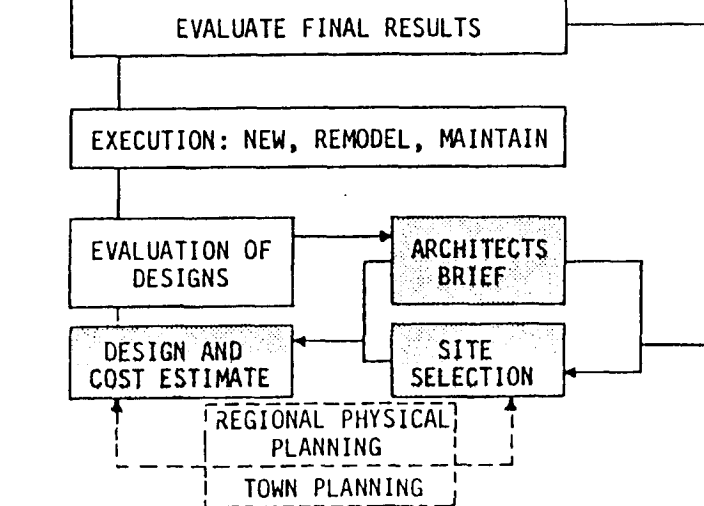 EVALUATE FINAL RESULTS
EXECUTION: NEW, REMODEL, MAINTAIN
EVALUATION OF
DESIGNS
ARCHITECTS
BRIEF
DESIGN AND
COST ESTIMATE
SITE
SELECTION
REGIONAL PHYSICAL
PLANNING
TOWN PLANNING